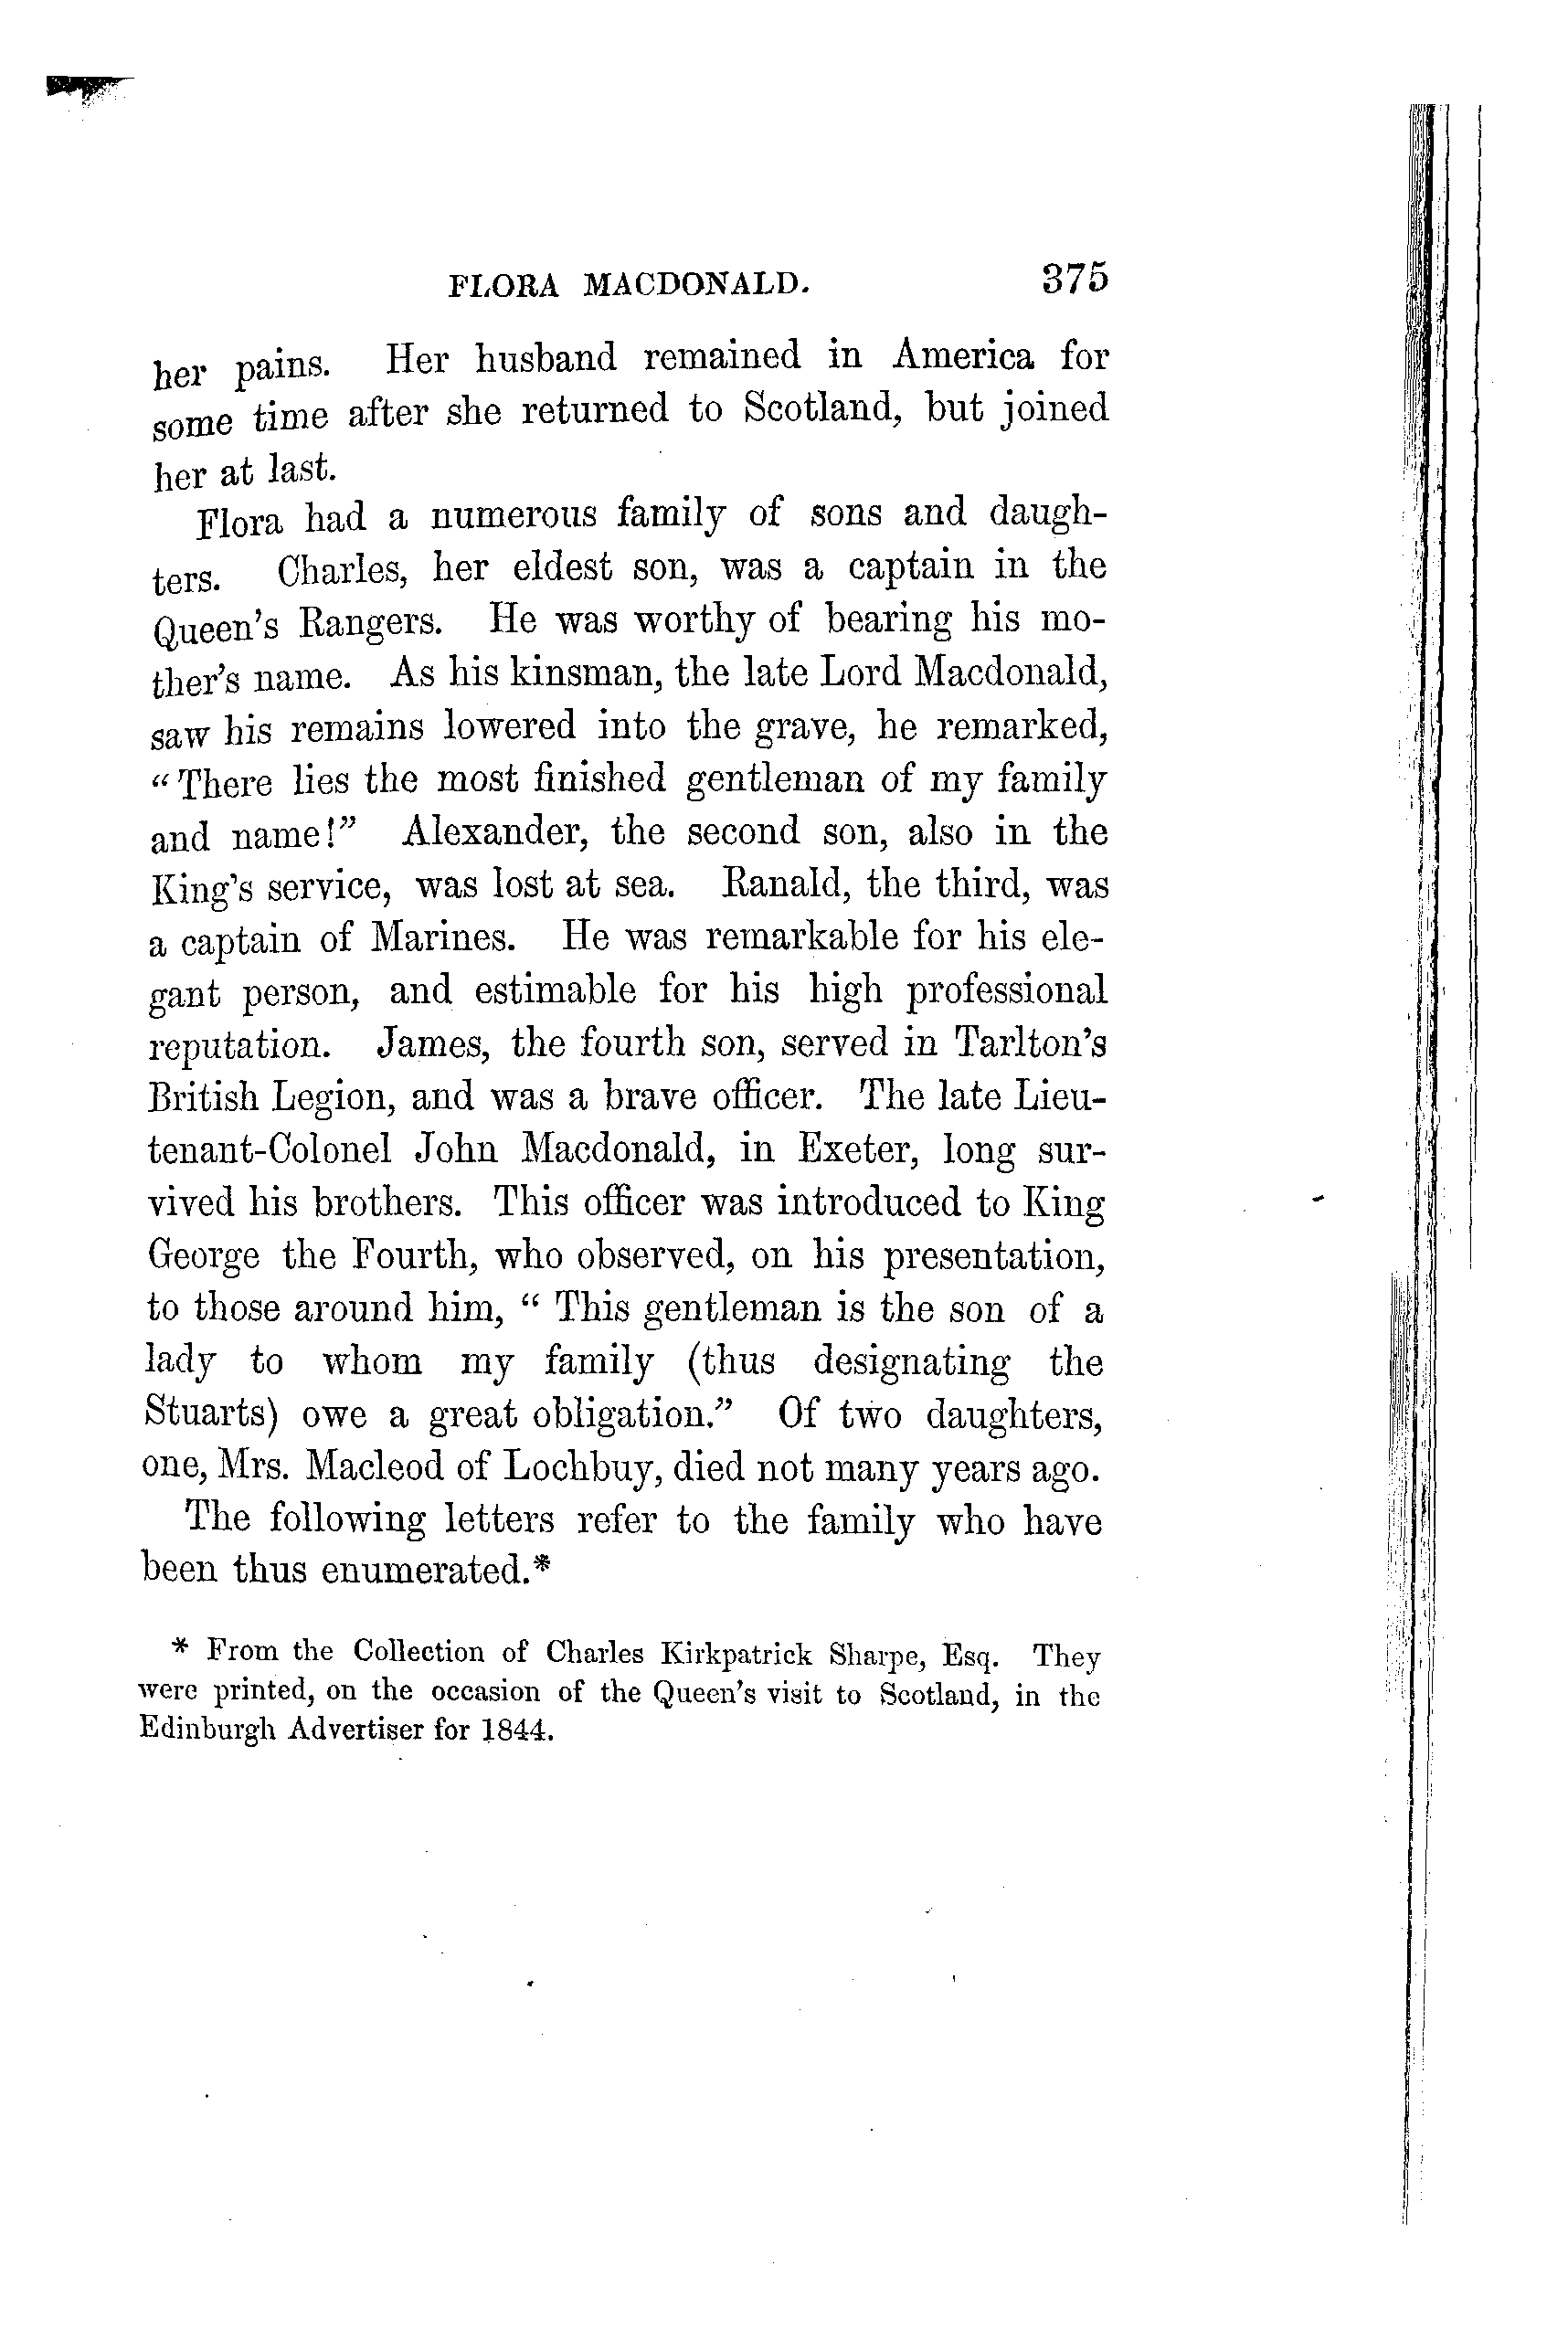 FLORA MACDONALD. 375
her pains. Her husband remained in America for
some time after she returned to Scotland, but joined
her at last.
Flora had a numerous family of sons and daugh-
ters. Charles, her eldest son, was a captain in the
Queen's Rangers. He was worthy of bearing his mo-
ther's name. As his kinsman, the late Lord Macdonald,
saw his remains lowered into the grave, he remarked,
"There lies the most finished gentleman of my family
and name!" Alexander, the second son, also in the
King's service, was lost at sea. Ranald, the third, was
a captain of Marines. He was remarkable for his ele-
gant person, and estimable for his high professional
reputation. James, the fourth son, served in Tarlton's
British Legion, and was a brave officer. The late Lieu-
tenant-Colonel John Macdonald, in Exeter, long sur-
vived his brothers. This officer was introduced to King
George the Fourth, who observed, on his presentation,
to those around him, " This gentleman is the son of a
lady to whom my family (thus designating the
Stuarts) owe a great obligation." Of two daughters,
one, Mrs. Macleod of Lochbuy, died not many years ago.
The following letters refer to the family who have
been thus enumerated.*
* From the Collection of Charles Kirkpatrick Sharpe, Esq. They
were printed, on the occasion of the Queen's visit to Scotland, in the
Edinburgh Advertiser for 1844.